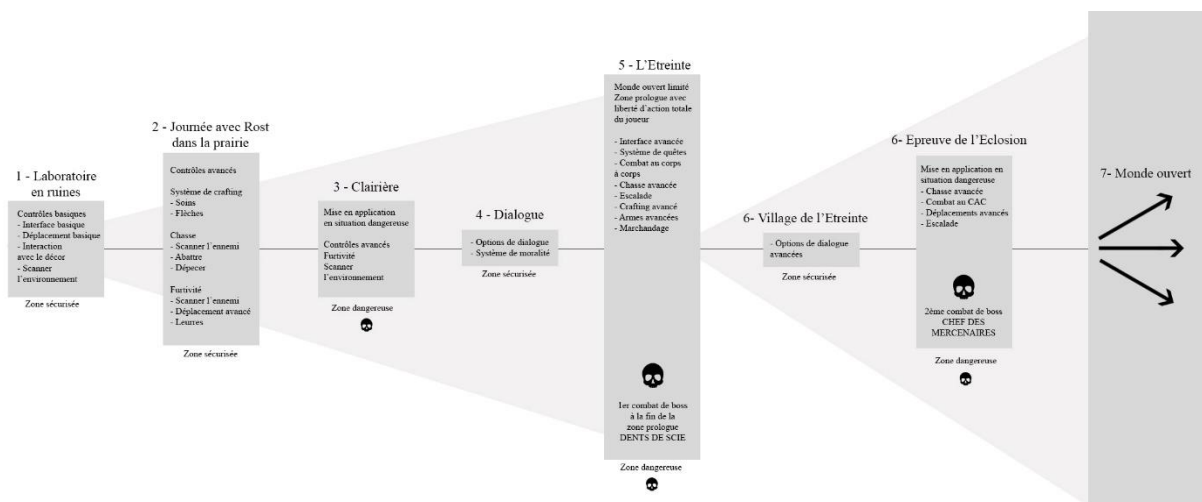 1 - Laboratoire
en ruines
Contrôles basiques
- Interface basique
- Déplacement basique
- Interaction
avec le décor
- Scanner
l'environnement
Zone sécurisée
2 - Journée avec Rost
dans la prairie
Contrôles avancés
Système de crafting
- Soins
- Flèches
Chasse
- Scanner l'ennemi
- Abattre
- Dépecer
Furtivité
- Scanner l'ennemi
- Déplacement avancé
- Leurres
Zone sécurisée
3 - Clairière
Mise en application
en situation dangereuse
Contrôles avancés
Furtivité
Scanner
l'environnement
Zone dangereuse
4 - Dialogue
- Options de dialogue
- Système de moralité
Zone sécurisée
5 - L'Etreinte
Monde ouvert limité
Zone prologue avec
liberté d'action totale
du joueur
- Interface avancée
- Système de quêtes
- Combat au corps
à corps
- Chasse avancée
- Escalade
- Crafting avancé
- Armes avancées
- Marchandage
1er combat de boss
à la fin de la
zone prologue
DENTS DE SCIE
Zone dangereuse
6- Village de l'Etreinte
- Options de dialogue
avancées
Zone sécurisée
6- Epreuve de l'Eclosion
Mise en application en
situation dangereuse
- Chasse avancée
- Combat au CAC
- Déplacements avancés
- Escalade
2ème combat de boss
CHEF DES
MERCENAIRES
Zone dangereuse
7- Monde ouvert